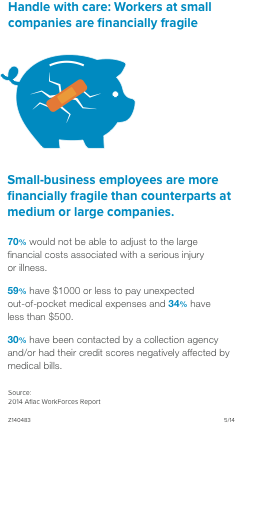 Handle with care: Workers at small
companies are financially fragile
Small-business employees are more
financially fragile than counterparts at
medium or large companies.
70% would not be able to adjust to the large
financial costs associated with a serious injury
or illness.
59% have $1000 or less to pay unexpected
out-of-pocket medical expenses and 34% have
less than $500.
30% have been contacted by a collection agency
and/or had their credit scores negatively affected by
medical bills.
Source:
2014 Aflac WorkForces Report
Z140483
5/14